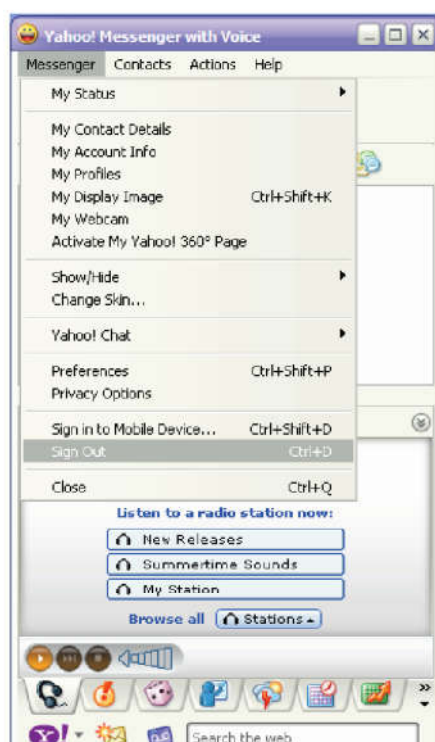 Yahoo! Messenger with Voice
Messenger Contacts Actions Help
My Status
My Contact Details
My Account Info
My Profiles
My Display Image Ctrl+Shift+K
My Webcam
Activate My Yahoo! 360° Page
Show/Hide
Change Skin...
Yahoo! Chat
Preferences Ctrl+Shift+P
Privacy Options
Sign in to Mobile Device... Ctrl+Shift+D
Sign Out Ctrl+D
Close Ctrl+Q
Listen to a radio station now:
New Releases
Summertime Sounds
My Station
Browse all Stations
Y!
Search the web